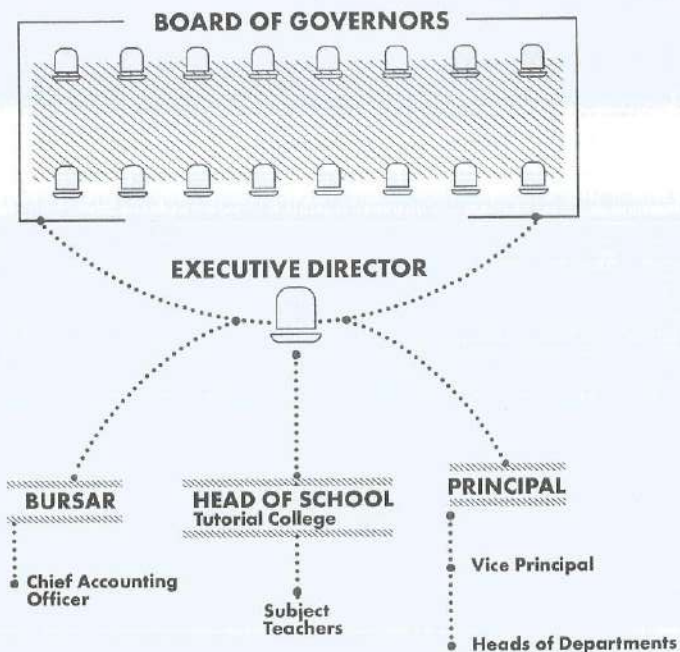 BOARD OF GOVERNORS
EXECUTIVE DIRECTOR
BURSAR
Chief Accounting
Officer
HEAD OF SCHOOL
Tutorial College
Subject
Teachers
PRINCIPAL
Vice Principal
Heads of Departments